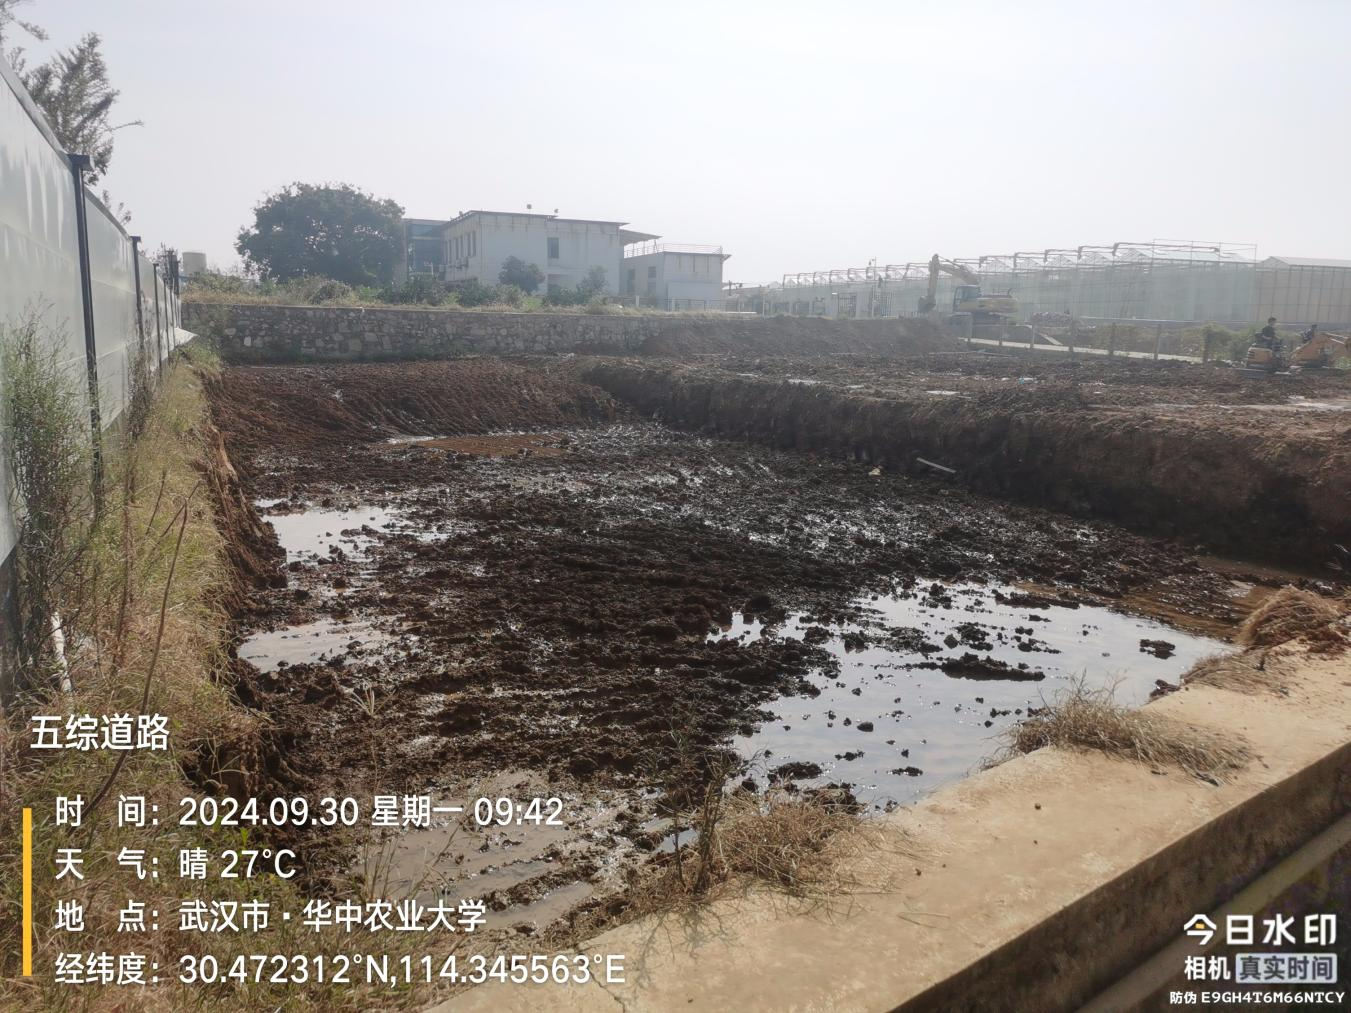 五综道路
时 间：2024.09.30 星期一 09:42
天 气：晴 27°C
地 点：武汉市·华中农业大学
经纬度：30.472312°N,114.345563°E
今日水印
相机 真实时间
防伪 E9GH4T6M66NTCY